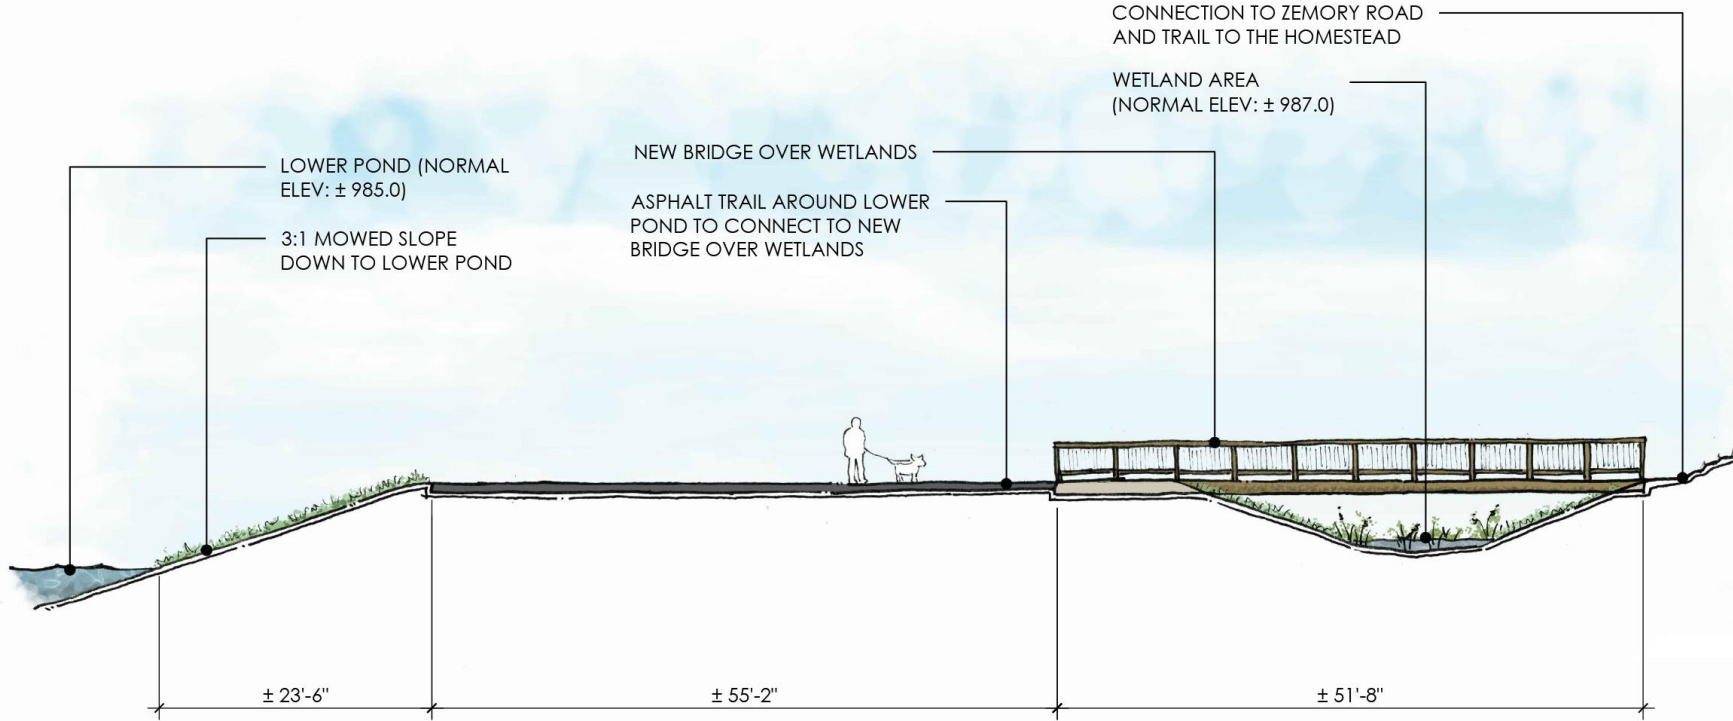 CONNECTION TO ZEMORY ROAD
AND TRAIL TO THE HOMESTEAD
WETLAND AREA
(NORMAL ELEV: ± 987.0)
NEW BRIDGE OVER WETLANDS
LOWER POND (NORMAL
ELEV: ± 985.0)
ASPHALT TRAIL AROUND LOWER
POND TO CONNECT TO NEW
BRIDGE OVER WETLANDS
3:1 MOWED SLOPE
DOWN TO LOWER POND
± 23'-6"
± 55'-2"
± 51'-8"